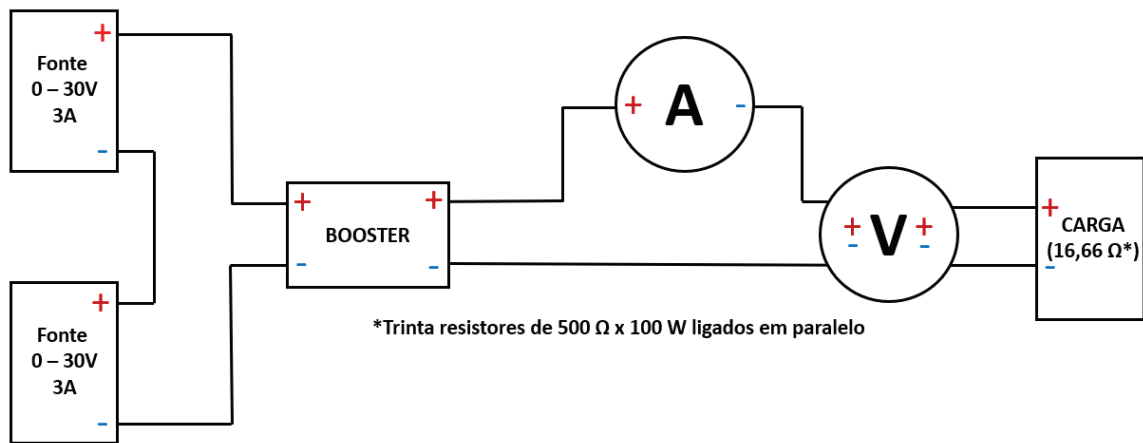 +
Fonte
0 – 30V
3A
-
+
Fonte
0 – 30V
3A
-
+ +
BOOSTER
- -
+ A -
+ V +
- -
+
CARGA
(16,66 Ω*)
-
*Trinta resistores de 500 Ω x 100 W ligados em paralelo